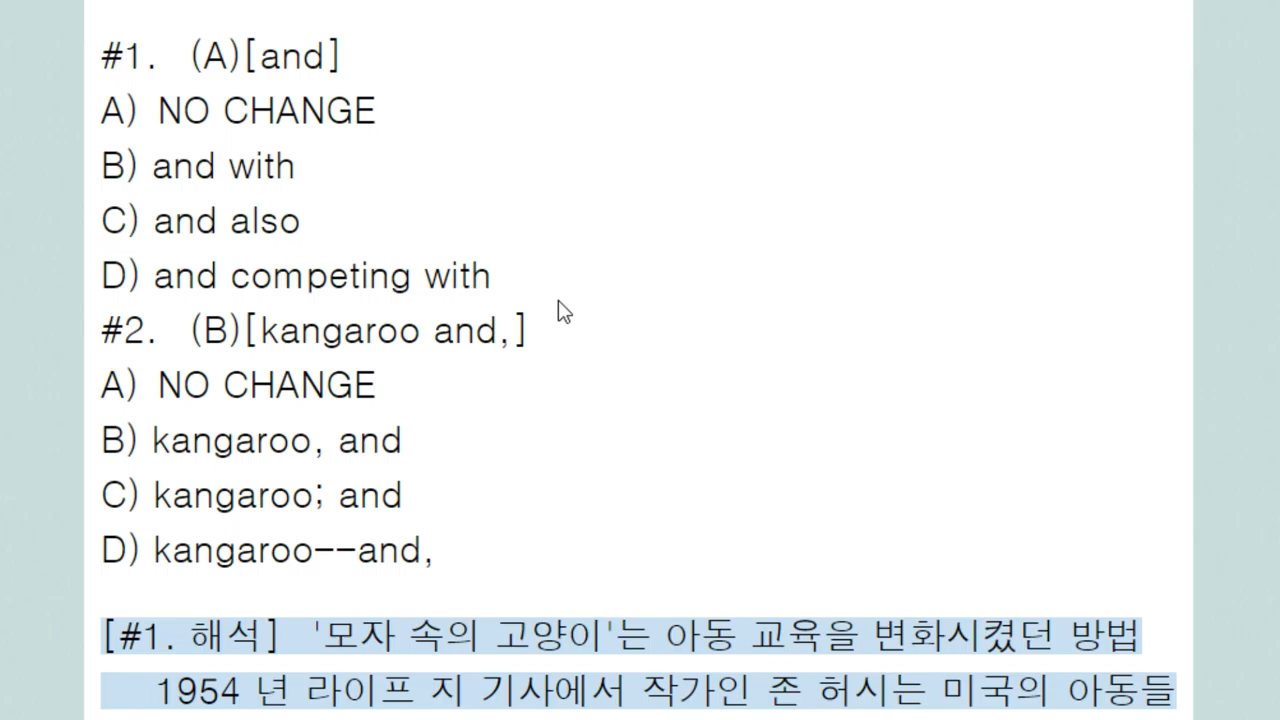 #1. (A)[and]
A) NO CHANGE
B) and with
C) and also
D) and competing with
#2. (B)[kangaroo and,]
A) NO CHANGE
B) kangaroo, and
C) kangaroo; and
D) kangaroo--and,
[#1. 해석] '모자 속의 고양이'는 아동 교육을 변화시켰던 방법
1954 년 라이프 지 기사에서 작가인 존 허시는 미국의 아동들